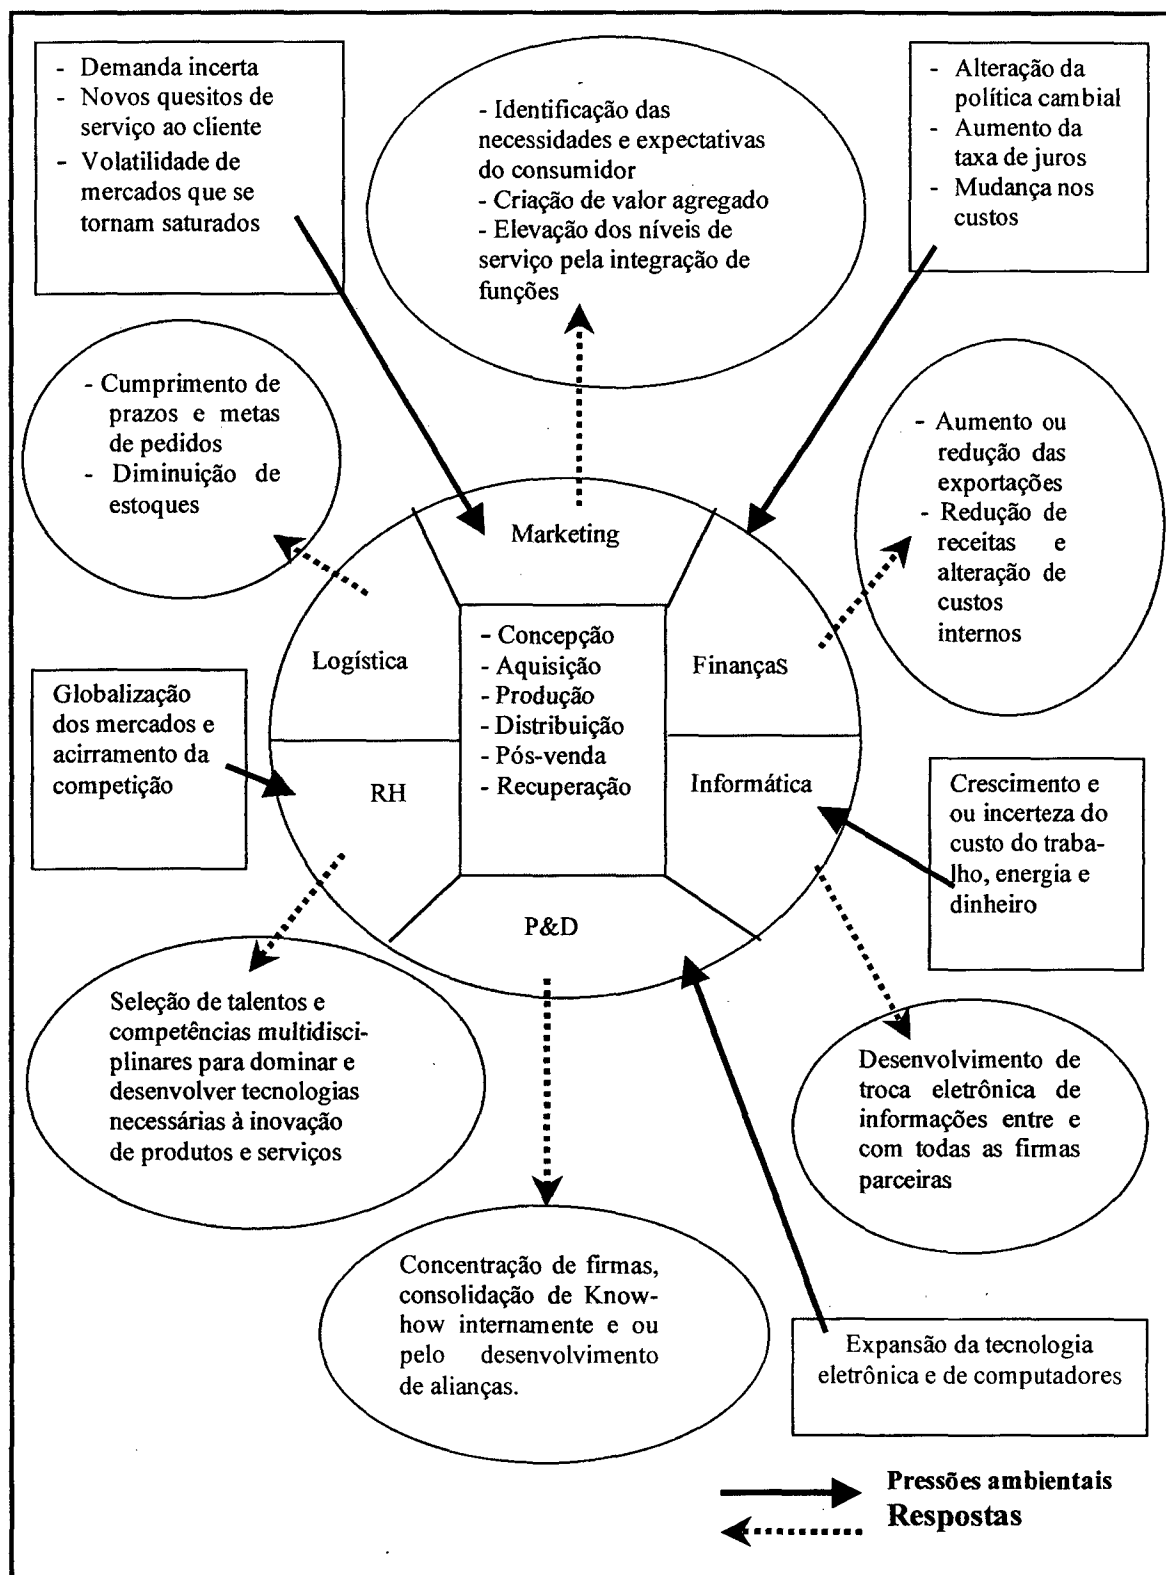 - Demanda incerta
- Novos quesitos de
serviço ao cliente
- Volatilidade de
mercados que se
tornam saturados
- Identificação das
necessidades e expectativas
do consumidor
- Criação de valor agregado
- Elevação dos níveis de
serviço pela integração de
funções
- Alteração da
política cambial
- Aumento da
taxa de juros
- Mudança nos
custos
- Cumprimento de
prazos e metas
de pedidos
- Diminuição de
estoques
- Aumento ou
redução das
exportações
- Redução de
receitas e
alteração de
custos
internos
Marketing
Logística
- Concepção
- Aquisição
- Produção
- Distribuição
- Pós-venda
- Recuperação
FinançaS
Globalização
dos mercados e
acirramento da
competição
RH
Informática
Crescimento e
ou incerteza do
custo do traba-
lho, energia e
dinheiro
P&D
Seleção de talentos e
competências multidisci-
plinares para dominar e
desenvolver tecnologias
necessárias à inovação
de produtos e serviços
Desenvolvimento de
troca eletrônica de
informações entre e
com todas as firmas
parceiras
Concentração de firmas,
consolidação de Know-
how internamente e ou
pelo desenvolvimento
de alianças.
Expansão da tecnologia
eletrônica e de computadores
Pressões ambientais
Respostas